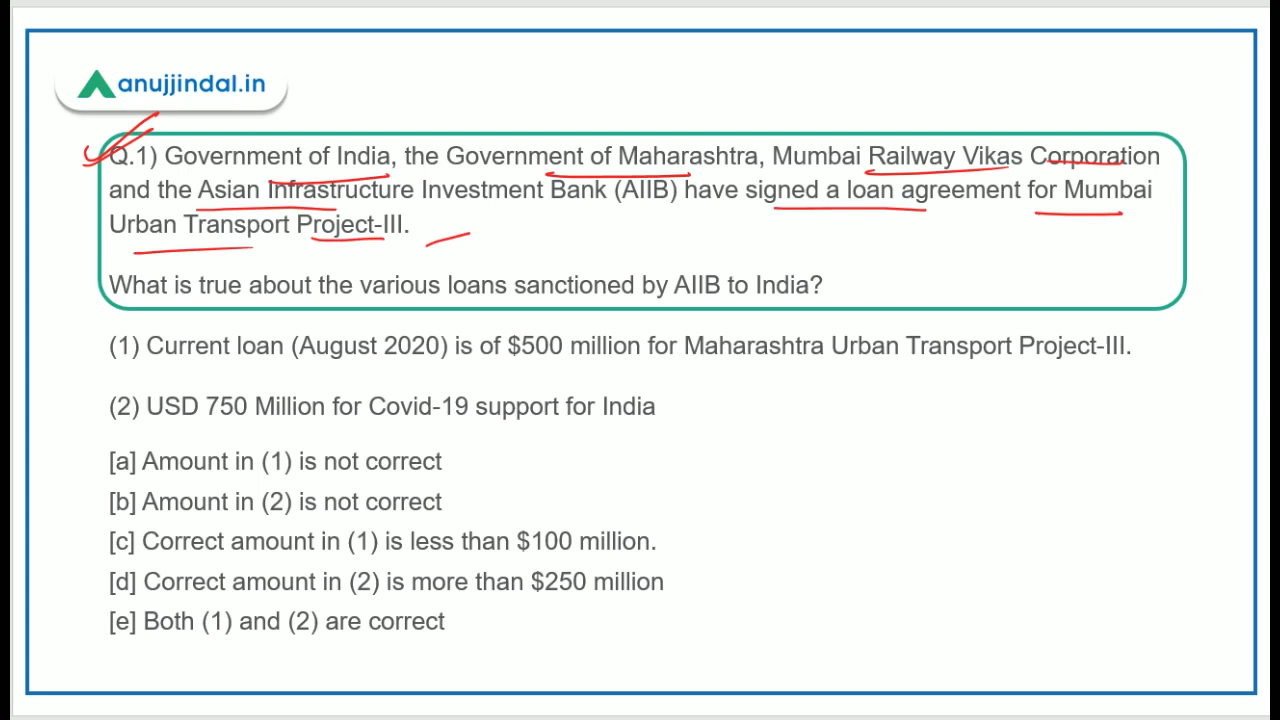 anujjindal.in
Q.1) Government of India, the Government of Maharashtra, Mumbai Railway Vikas Corporation
and the Asian Infrastructure Investment Bank (AIIB) have signed a loan agreement for Mumbai
Urban Transport Project-III.
What is true about the various loans sanctioned by AIIB to India?
(1) Current loan (August 2020) is of $500 million for Maharashtra Urban Transport Project-III.
(2) USD 750 Million for Covid-19 support for India
[a] Amount in (1) is not correct
[b] Amount in (2) is not correct
[c] Correct amount in (1) is less than $100 million.
[d] Correct amount in (2) is more than $250 million
[e] Both (1) and (2) are correct